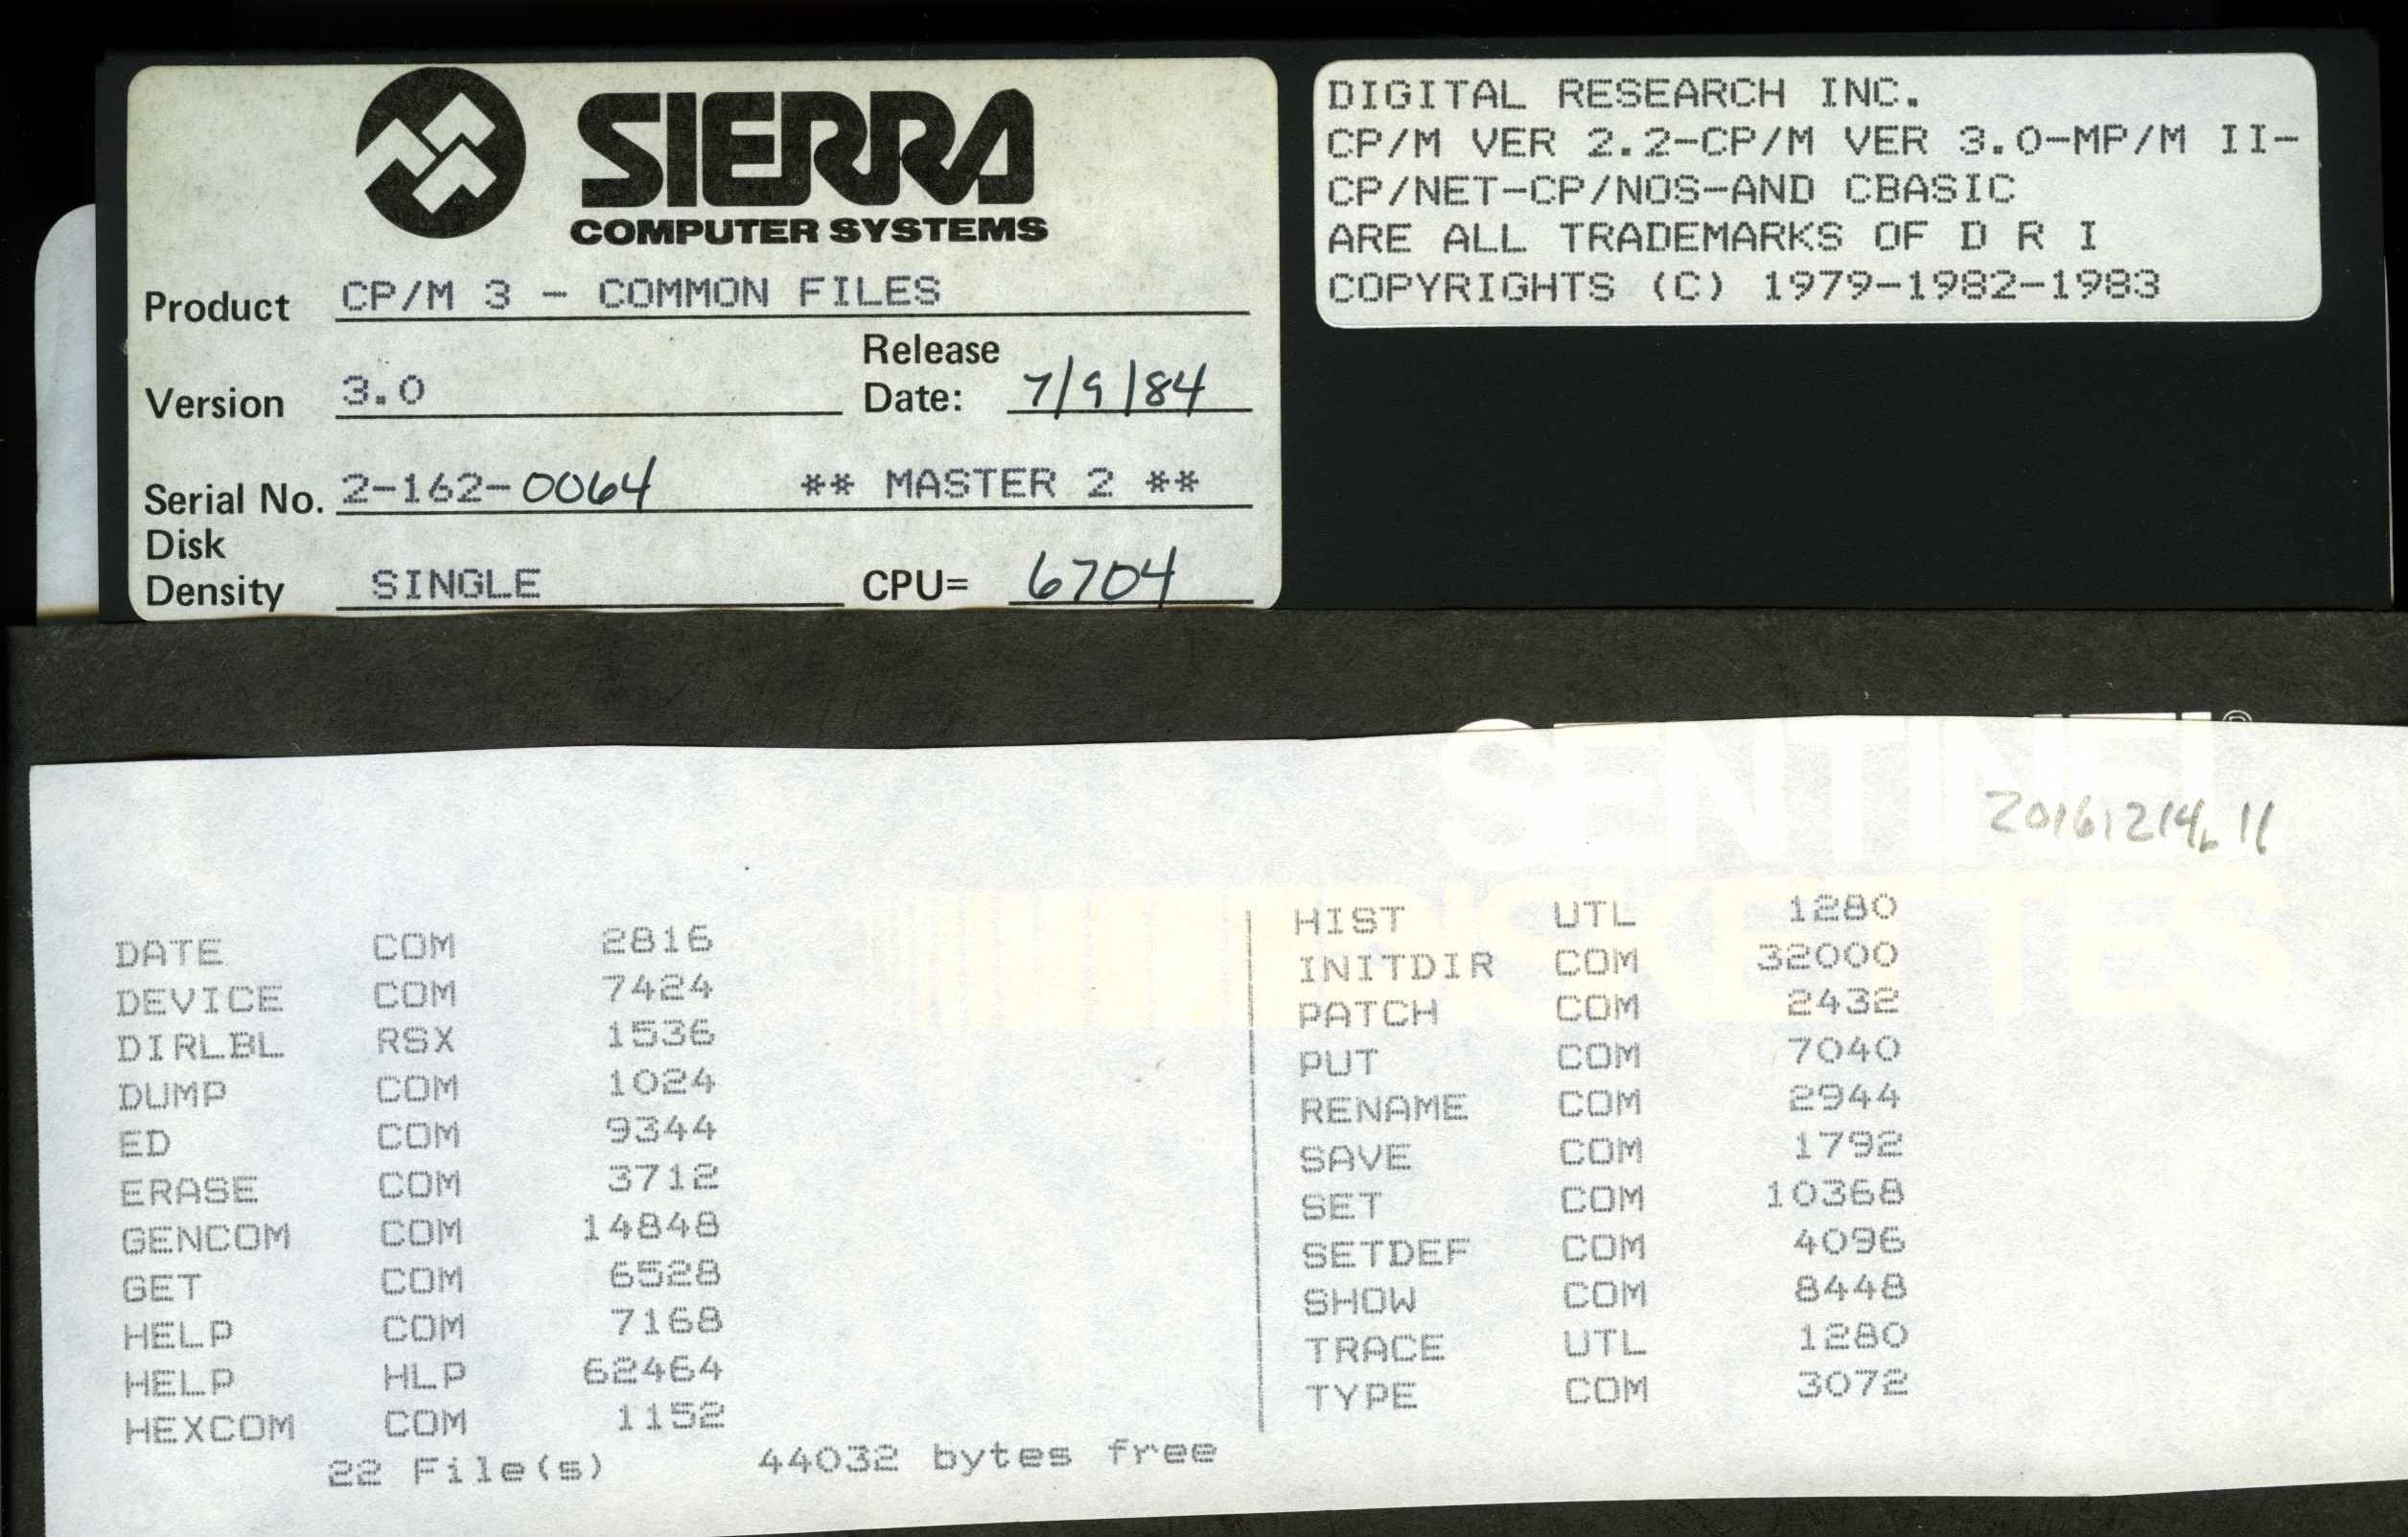 SIERRA
COMPUTER SYSTEMS
Product CP/M 3 - COMMON FILES
Version 3.0 Release Date: 7/9/84
Serial No. 2-162-0064 ** MASTER 2 **
Disk Density SINGLE CPU= 6704
DIGITAL RESEARCH INC.
CP/M VER 2.2-CP/M VER 3.0-MP/M II-
CP/NET-CP/NOS-AND CBASIC
ARE ALL TRADEMARKS OF D R I
COPYRIGHTS (C) 1979-1982-1983
SENTINEL®
20161214 11
DATE COM 2816
DEVICE COM 7424
DIRLBL RSX 1536
DUMP COM 1024
ED COM 9344
ERASE COM 3712
GENCOM COM 14848
GET COM 6528
HELP COM 7168
HELP HLP 62464
HEXCOM COM 1152
HIST UTL 1280
INITDIR COM 32000
PATCH COM 2432
PUT COM 7040
RENAME COM 2944
SAVE COM 1792
SET COM 10368
SETDEF COM 4096
SHOW COM 8448
TRACE UTL 1280
TYPE COM 3072
22 File(s) 44032 bytes free